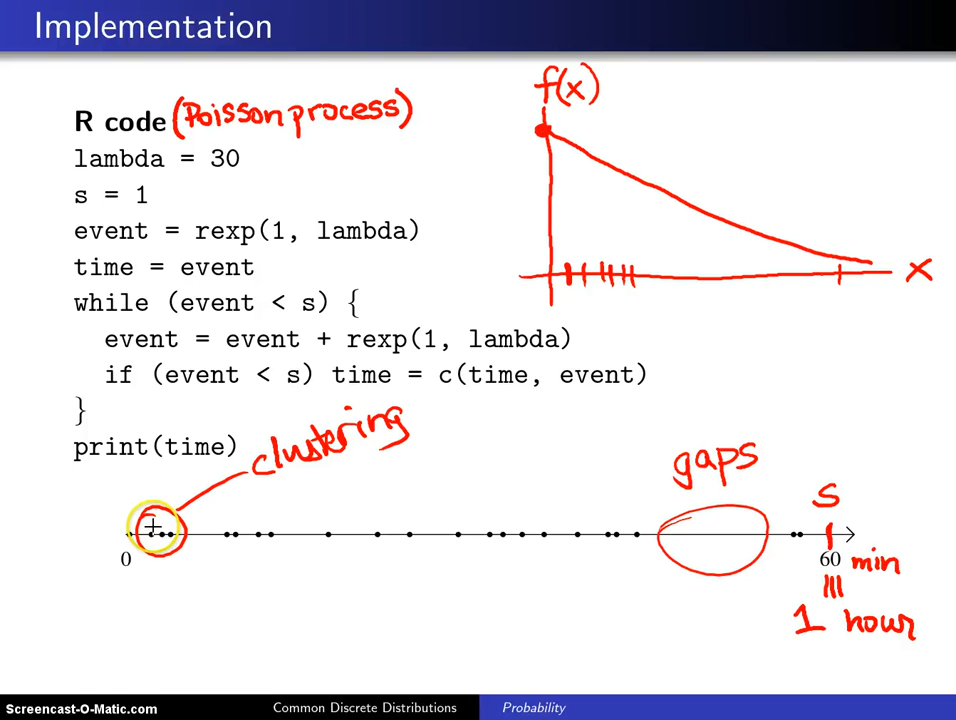 Implementation
f(x)
R code (Poisson process)
lambda = 30
s = 1
event = rexp(1, lambda)
time = event
x
while (event < s) {
event = event + rexp(1, lambda)
if (event < s) time = c(time, event)
}
print(time)
clustering
gaps
s
0
60 min
1 hour
Screencast-O-Matic.com
Common Discrete Distributions
Probability